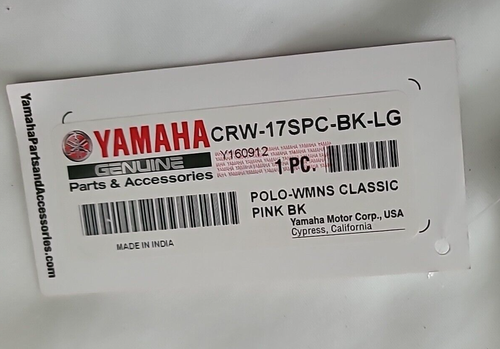 YamahaPartsandAccessories.com
YAMAHA CRW-17SPC-BK-LG
GENUINE Y160912 1 PC.
Parts & Accessories
POLO-WMNS CLASSIC
PINK BK
MADE IN INDIA
Yamaha Motor Corp., USA
Cypress, California